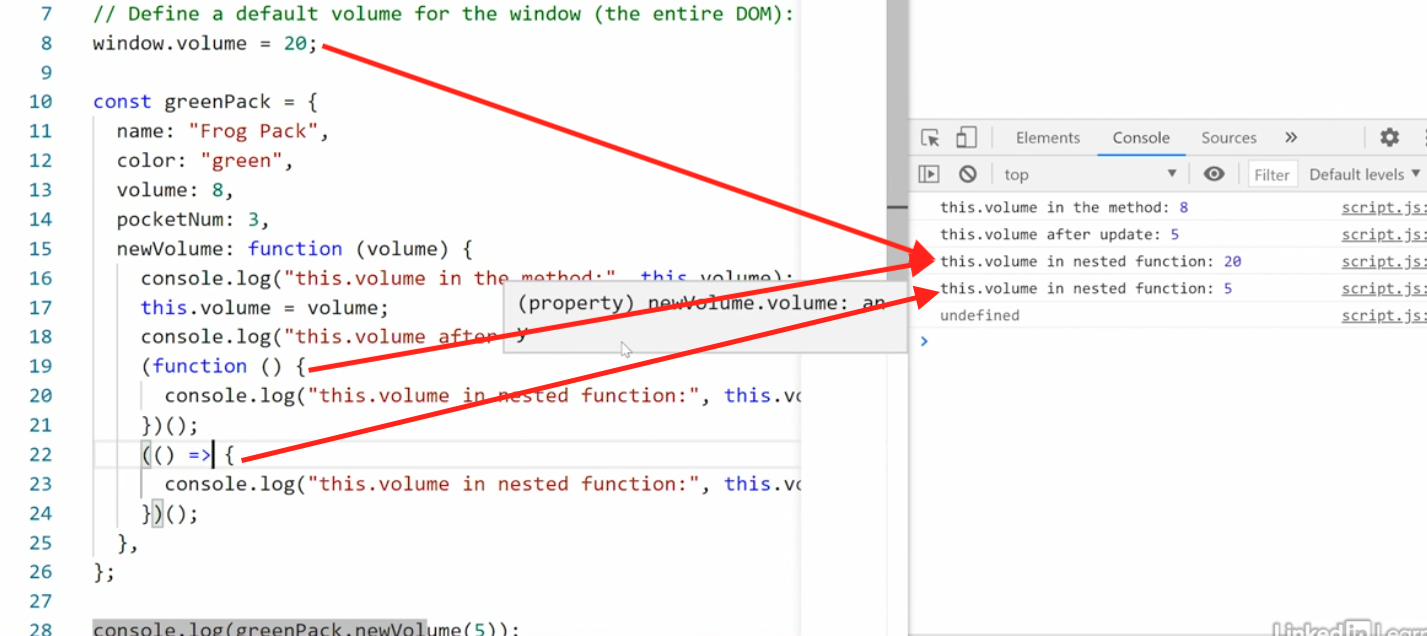 7 // Define a default volume for the window (the entire DOM):
8 window.volume = 20;
9
10 const greenPack = {
11 name: "Frog Pack",
12 color: "green",
13 volume: 8,
14 pocketNum: 3,
15 newVolume: function (volume) {
16 console.log("this.volume in the method:", this.volume);
17 this.volume = volume;
18 console.log("this.volume after
(property) newVolume.volume: an
y
19 (function () {
20 console.log("this.volume in nested function:", this.vo
21 })();
22 (() => {
23 console.log("this.volume in nested function:", this.vo
24 })();
25 },
26 };
27
28 console.log(greenPack.newVolume(5));
Elements Console Sources »
top Filter Default levels
this.volume in the method: 8 script.js:
this.volume after update: 5 script.js:
this.volume in nested function: 20 script.js:
this.volume in nested function: 5 script.js:
undefined script.js:
>